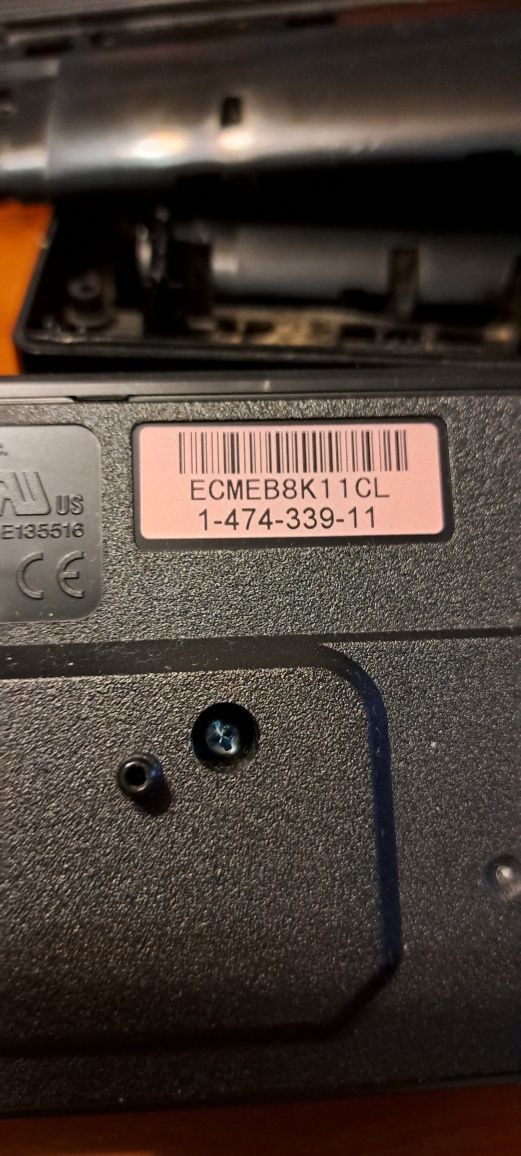 ECMEB8K11CL
1-474-339-11
US
E135516
CE